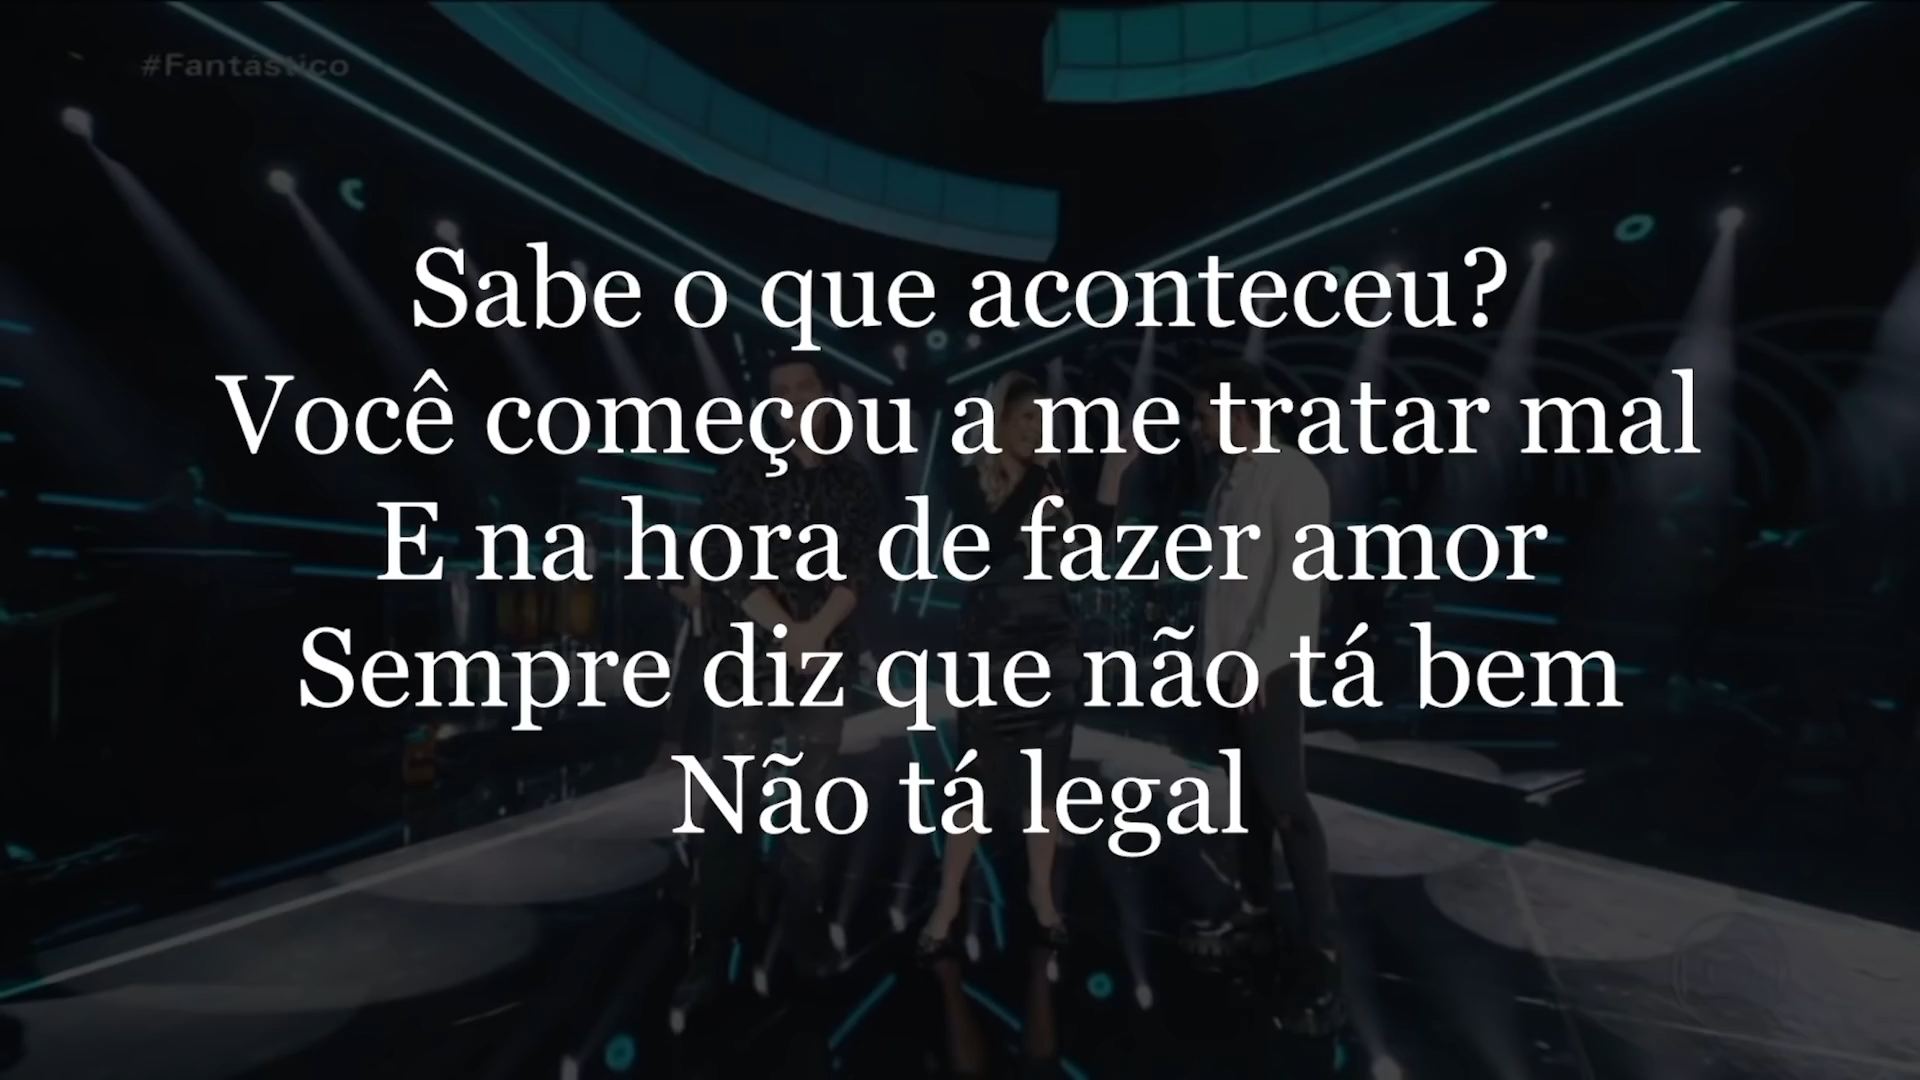 #Fantástico
Sabe o que aconteceu?
Você começou a me tratar mal
E na hora de fazer amor
Sempre diz que não tá bem
Não tá legal